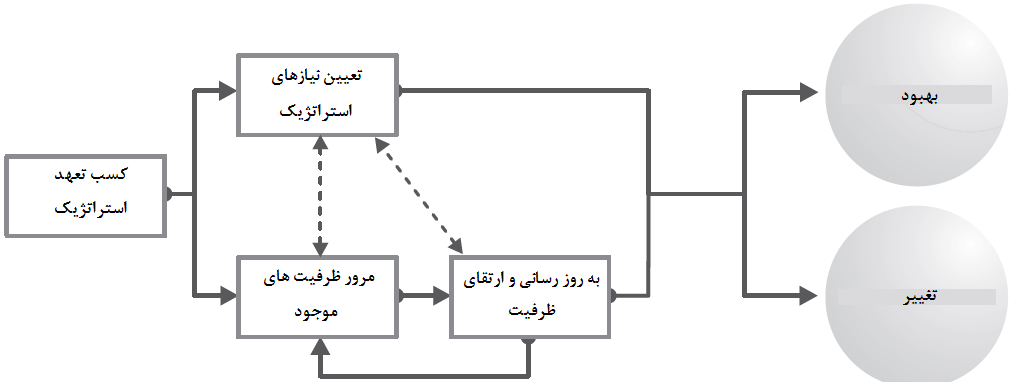 کسب تعهد
استراتژیک
تعیین نیازهای
استراتژیک
مرور ظرفیت های
موجود
به روز رسانی و ارتقای
ظرفیت
بهبود
تغییر